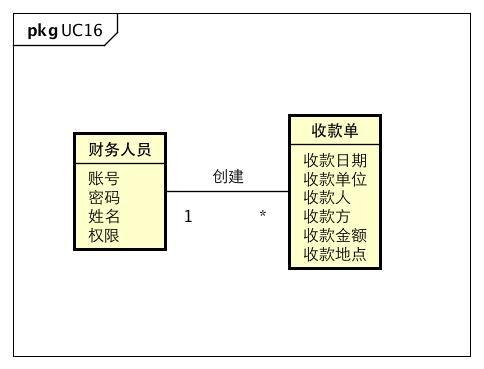 pkg UC16
财务人员
账号
密码
姓名
权限
创建
1
*
收款单
收款日期
收款单位
收款人
收款方
收款金额
收款地点